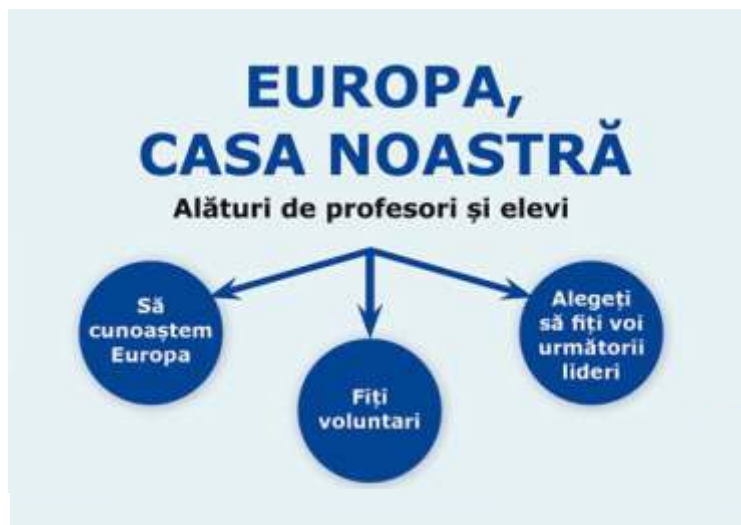 EUROPA,
CASA NOASTRĂ
Alături de profesori și elevi
Să
cunoaștem
Europa
Fiți
voluntari
Alegeți
să fiți voi
următorii
lideri